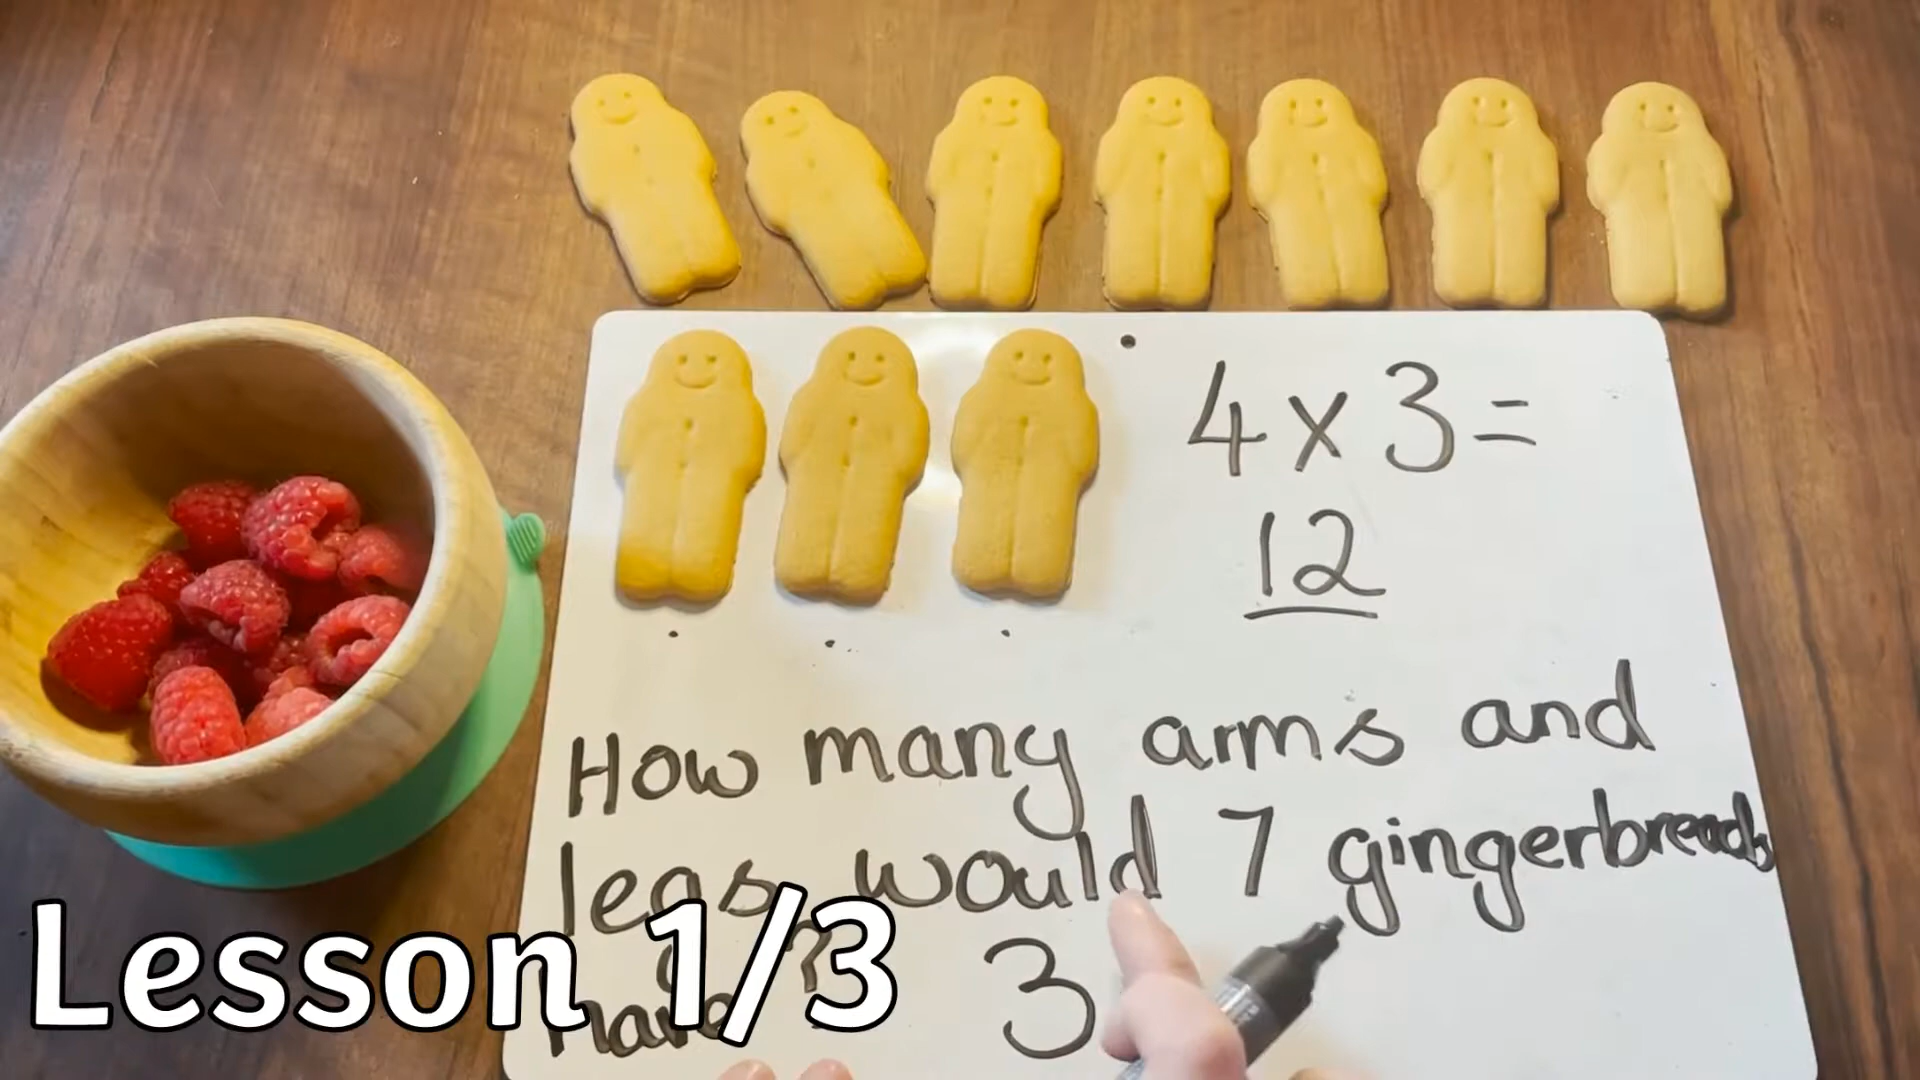 4 x 3 =
12
How many arms and
legs would 7 gingerbreads
have? 3
Lesson 1/3